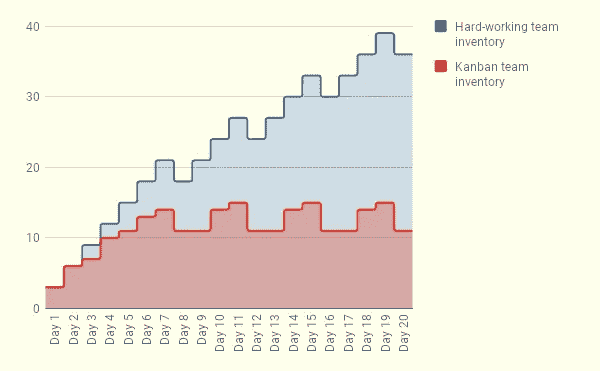 40
30
20
10
0
Hard-working team
inventory
Kanban team
inventory
Day 1
Day 2
Day 3
Day 4
Day 5
Day 6
Day 7
Day 8
Day 9
Day 10
Day 11
Day 12
Day 13
Day 14
Day 15
Day 16
Day 17
Day 18
Day 19
Day 20